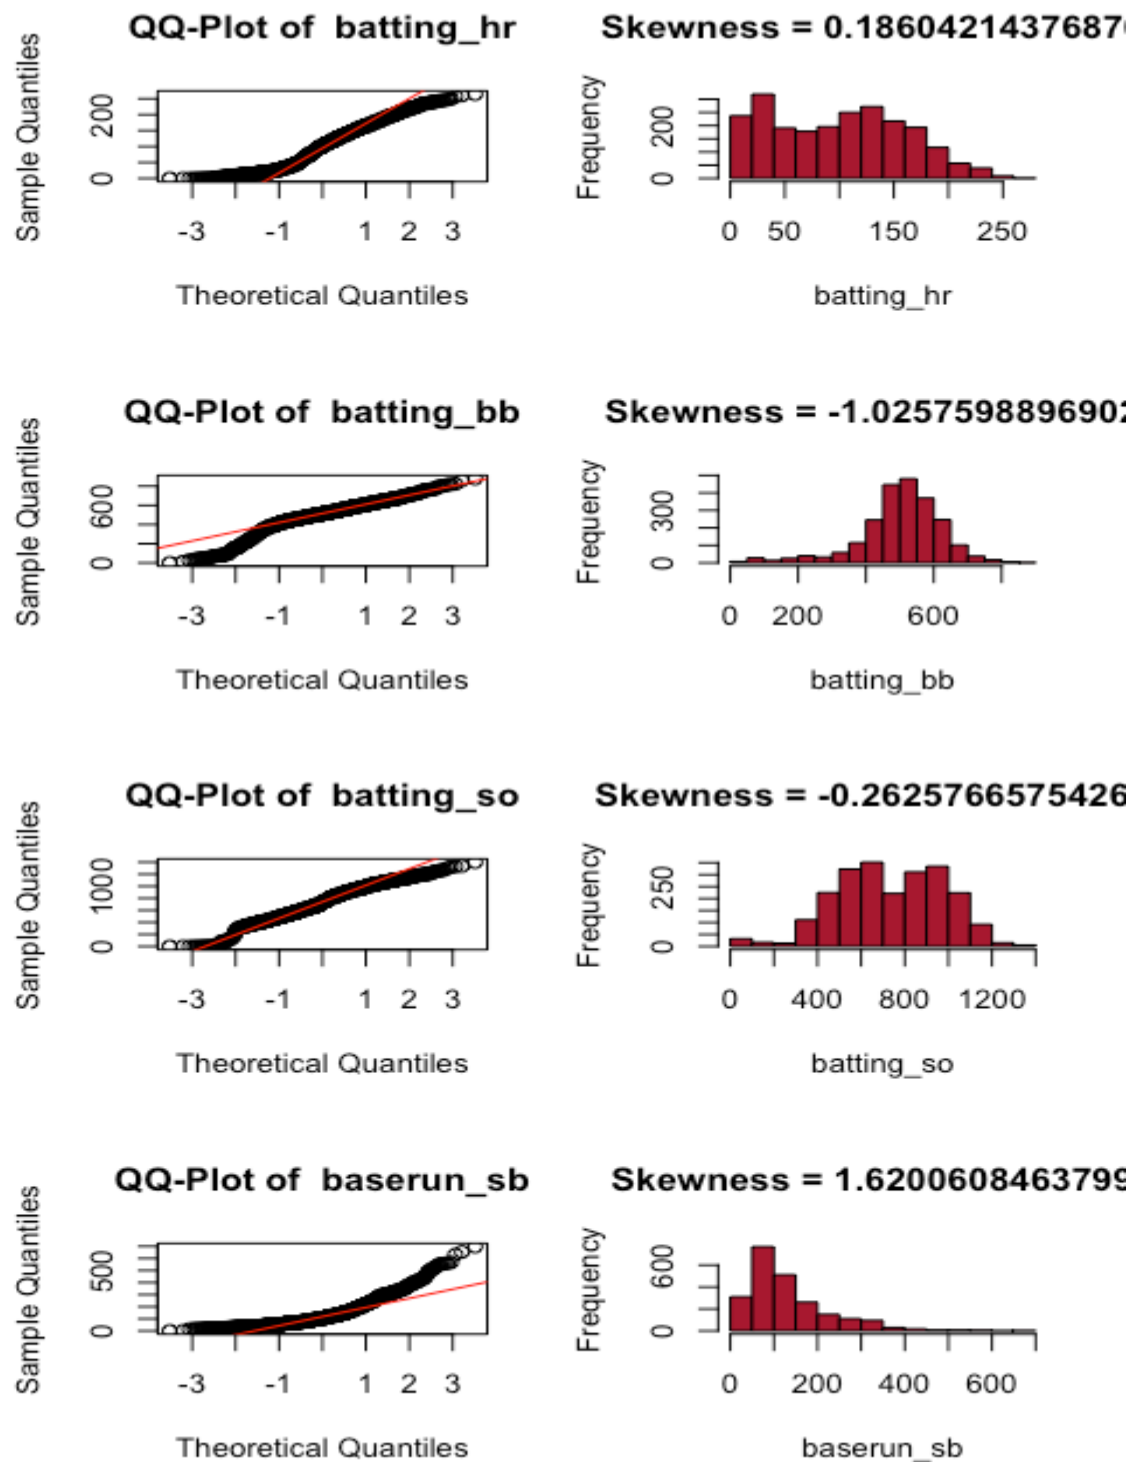 QQ-Plot of batting_hr
Sample Quantiles
200
0
-3 -1 1 2 3
Theoretical Quantiles
Skewness = 0.186042143768
Frequency
200
0
0 50 150 250
batting_hr
QQ-Plot of batting_bb
Sample Quantiles
600
0
-3 -1 1 2 3
Theoretical Quantiles
Skewness = -1.025759889690
Frequency
300
0
0 200 600
batting_bb
QQ-Plot of batting_so
Sample Quantiles
1000
0
-3 -1 1 2 3
Theoretical Quantiles
Skewness = -0.2625766575426
Frequency
250
0
0 400 800 1200
batting_so
QQ-Plot of baserun_sb
Sample Quantiles
500
0
-3 -1 1 2 3
Theoretical Quantiles
Skewness = 1.620060846379
Frequency
600
0
0 200 400 600
baserun_sb